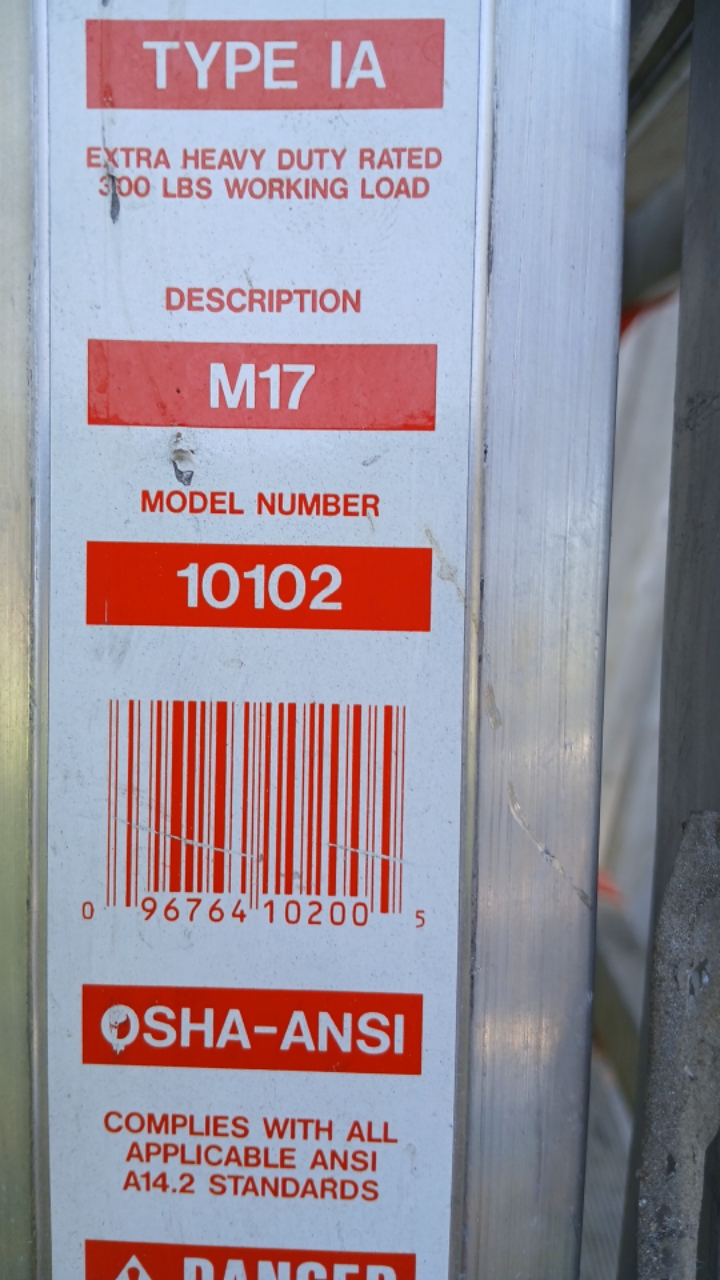 TYPE IA
EXTRA HEAVY DUTY RATED
300 LBS WORKING LOAD
DESCRIPTION
M17
MODEL NUMBER
10102
0 96764 10200 5
OSHA-ANSI
COMPLIES WITH ALL
APPLICABLE ANSI
A14.2 STANDARDS
DANGER